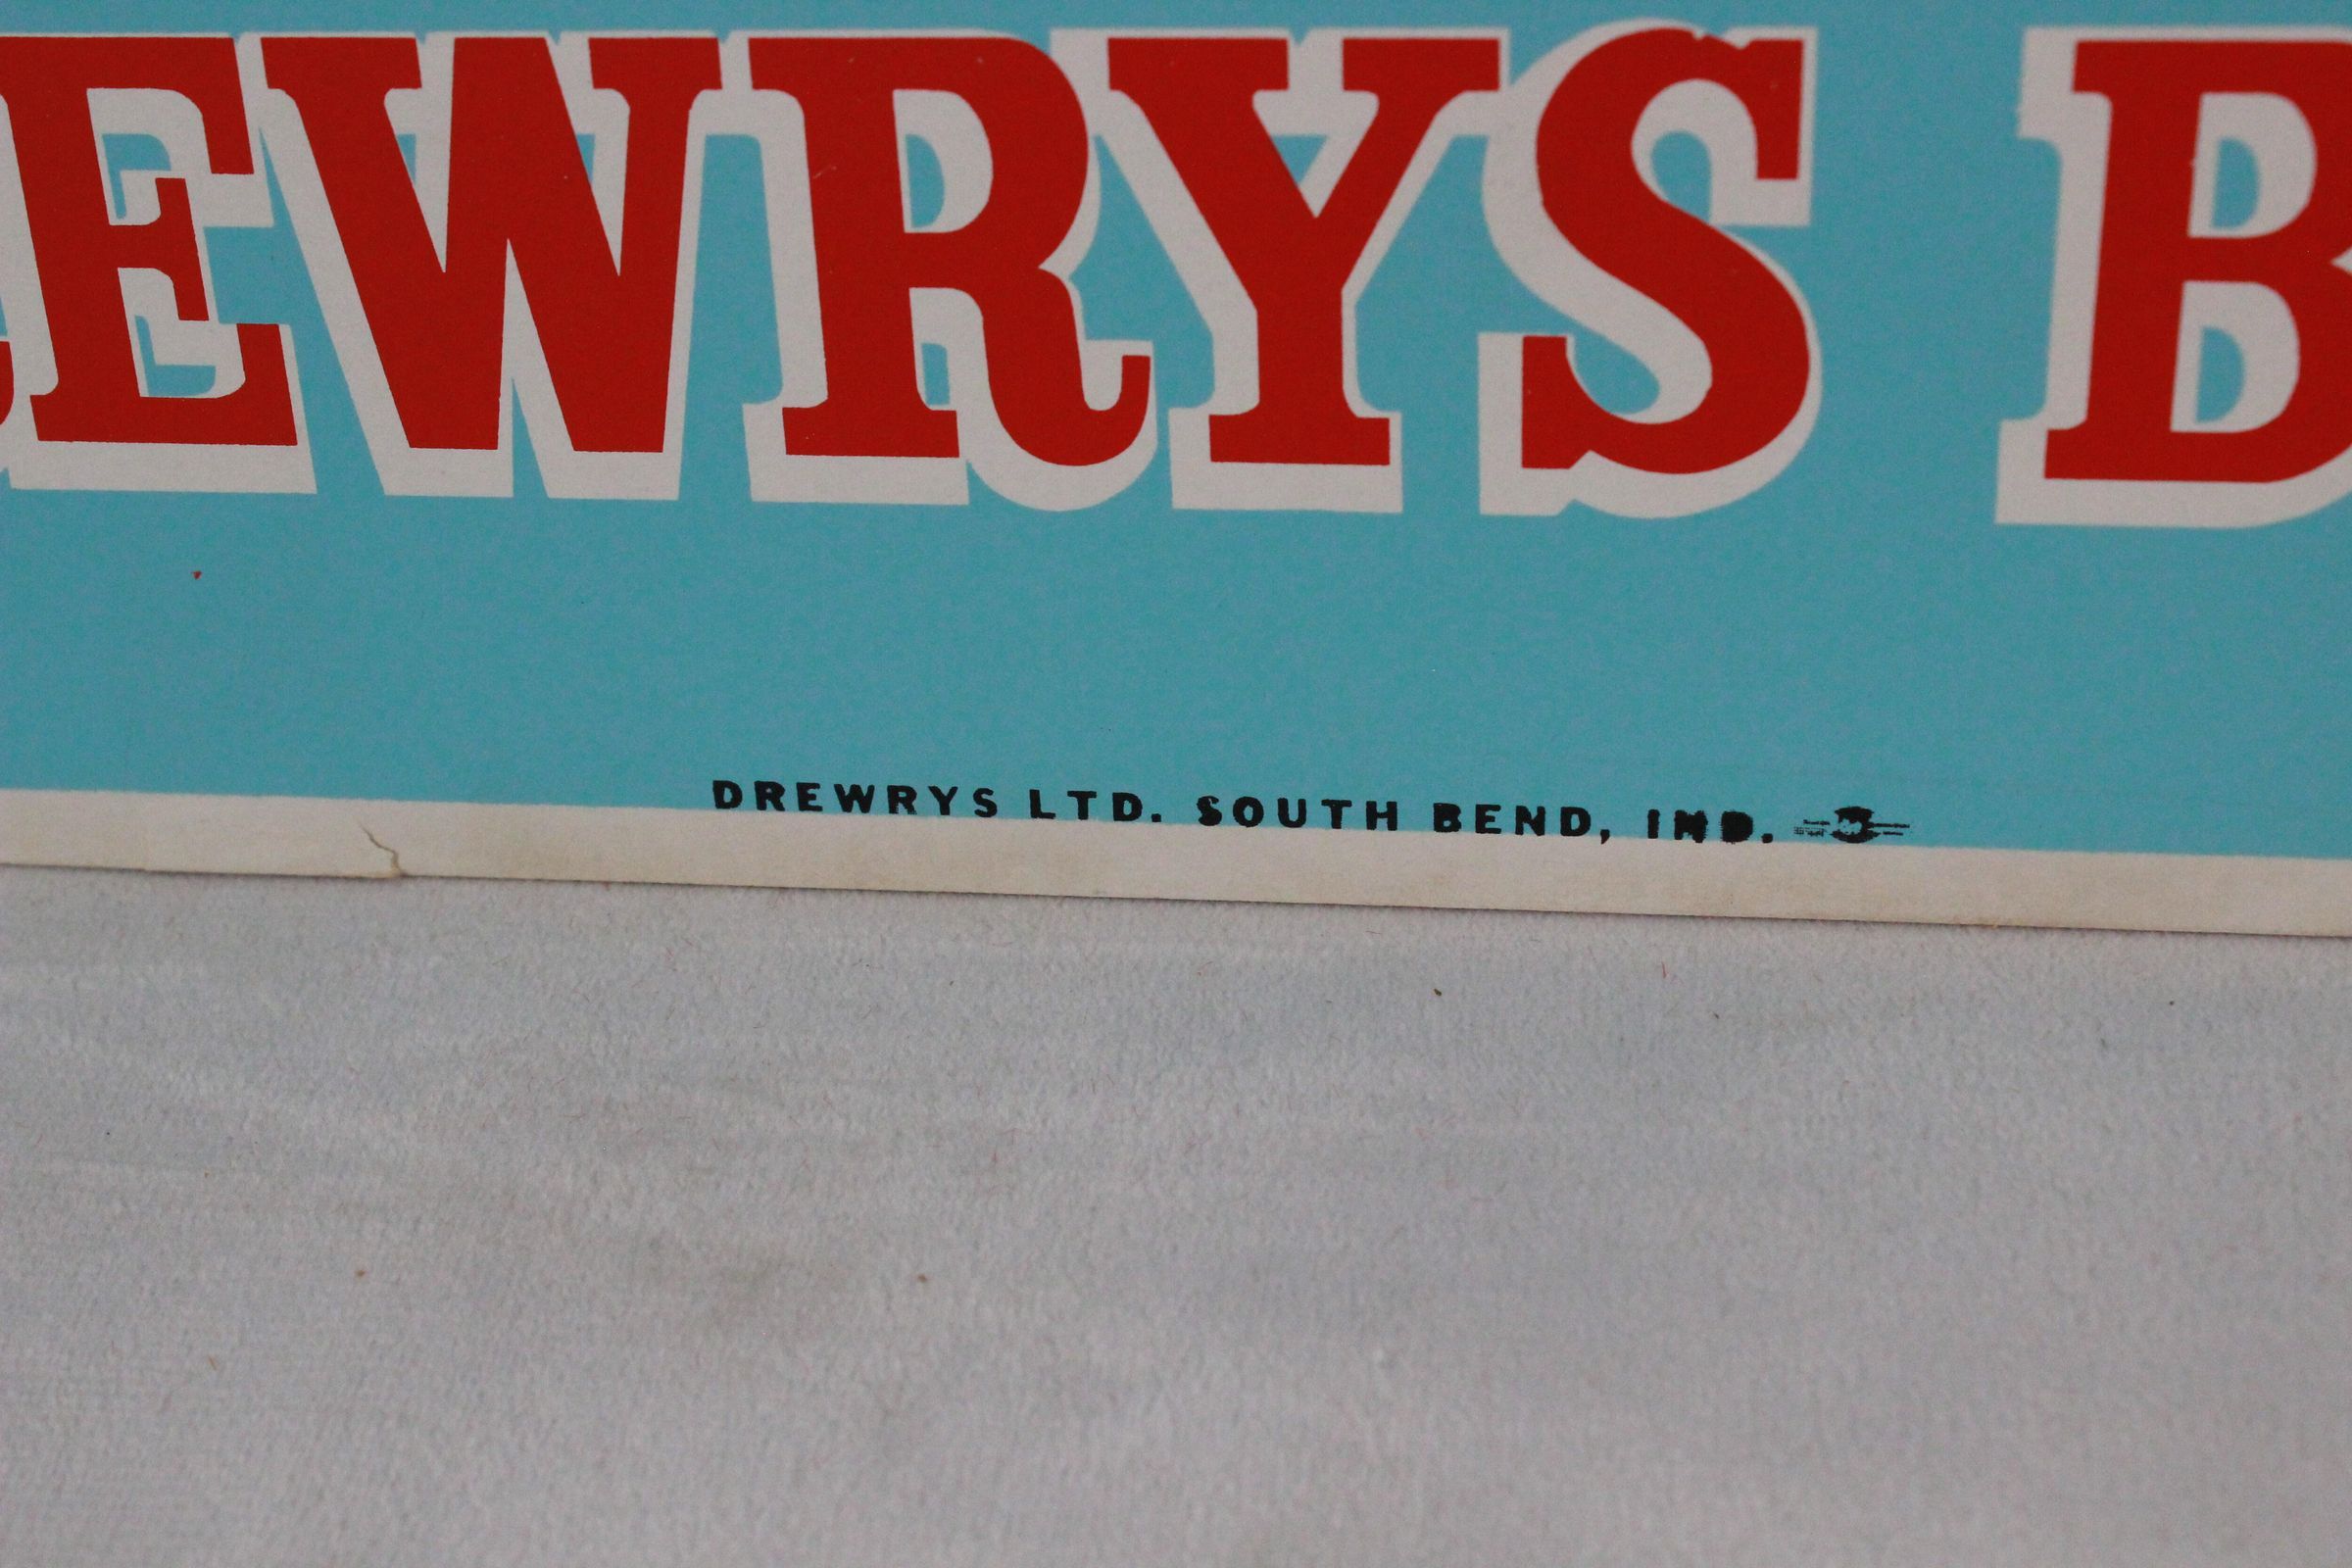 EWRYS B
DREWRYS LTD. SOUTH BEND, IND.